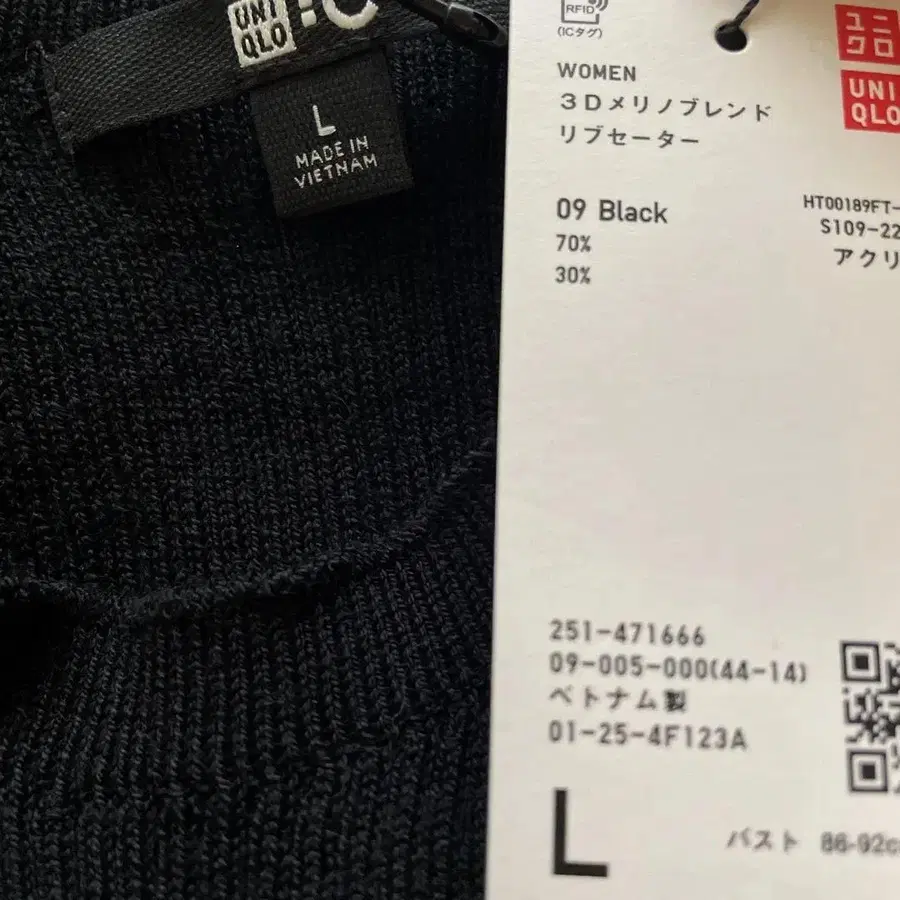 UNI
QLO
: C
L
MADE IN
VIETNAM
RFID
(ICタグ)
WOMEN
3Dメリノブレンド
リブセーター
ユニ
クロ
UNI
QLO
09 Black
70%
30%
HT00189FT-
S109-22
アクリ
251-471666
09-005-000(44-14)
ベトナム製
01-25-4F123A
L
バスト 86-92c